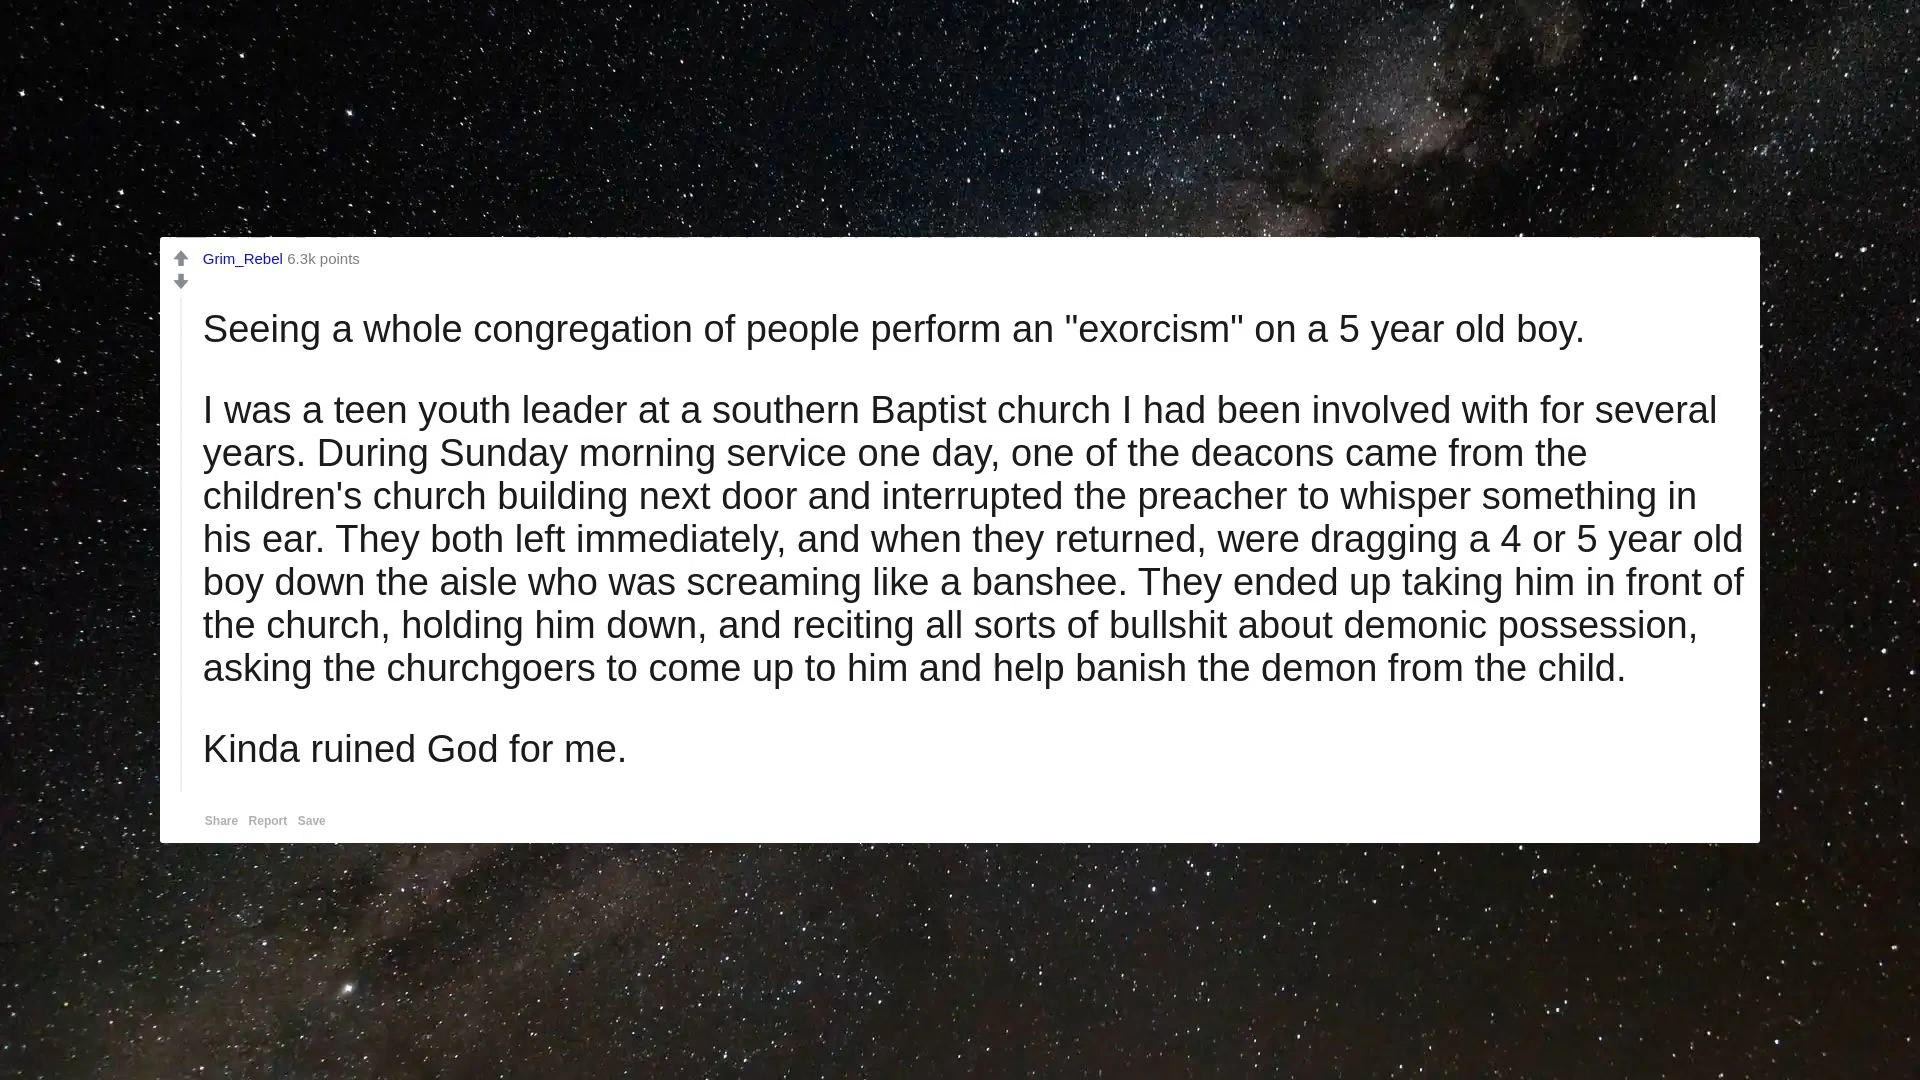 Grim_Rebel 6.3k points
Seeing a whole congregation of people perform an "exorcism" on a 5 year old boy.
I was a teen youth leader at a southern Baptist church I had been involved with for several
years. During Sunday morning service one day, one of the deacons came from the
children's church building next door and interrupted the preacher to whisper something in
his ear. They both left immediately, and when they returned, were dragging a 4 or 5 year old
boy down the aisle who was screaming like a banshee. They ended up taking him in front of
the church, holding him down, and reciting all sorts of bullshit about demonic possession,
asking the churchgoers to come up to him and help banish the demon from the child.
Kinda ruined God for me.
Share Report Save